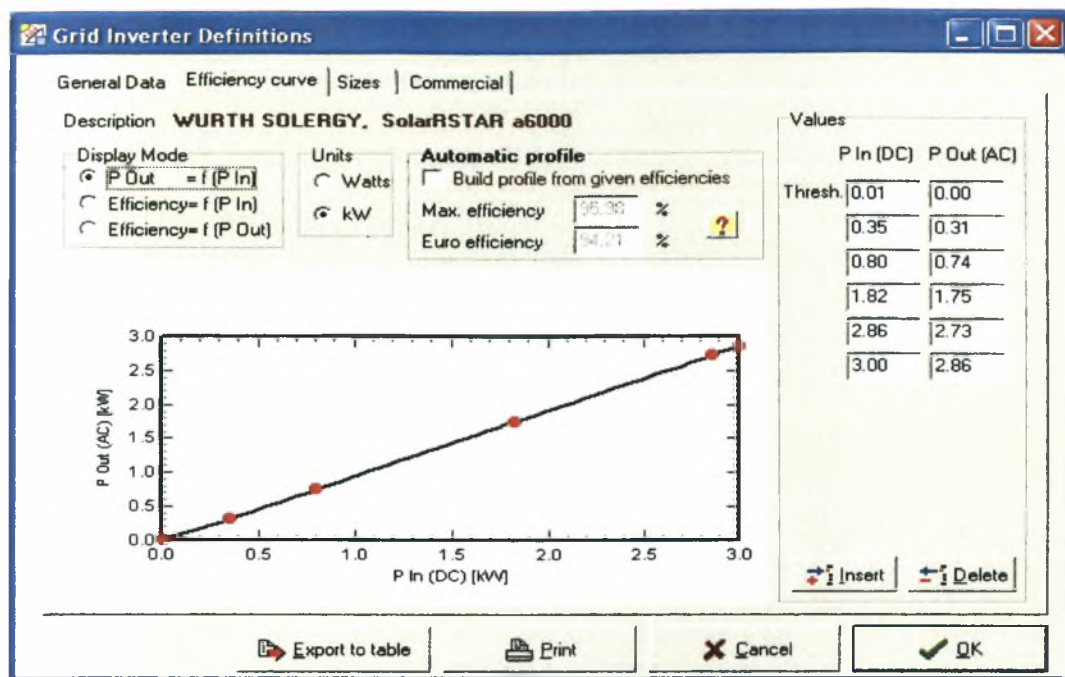 Grid Inverter Definitions
General Data Efficiency curve Sizes Commercial
Description WURTH SOLERGY, SolarRSTAR a6000
Display Mode
P Out = f (P In)
Efficiency= f (P In)
Efficiency= f (P Out)
Units
Watts
kW
Automatic profile
Build profile from given efficiencies
Max. efficiency 95.98 %
Euro efficiency 94.21 %
?
Values
P In (DC) P Out (AC)
Thresh. 0.01 0.00
0.35 0.31
0.80 0.74
1.82 1.75
2.86 2.73
3.00 2.86
3.0
2.5
2.0
1.5
1.0
0.5
0.0
P Out (AC) [kW]
0.0 0.5 1.0 1.5 2.0 2.5 3.0
P In (DC) [kW]
Insert Delete
Export to table Print Cancel OK